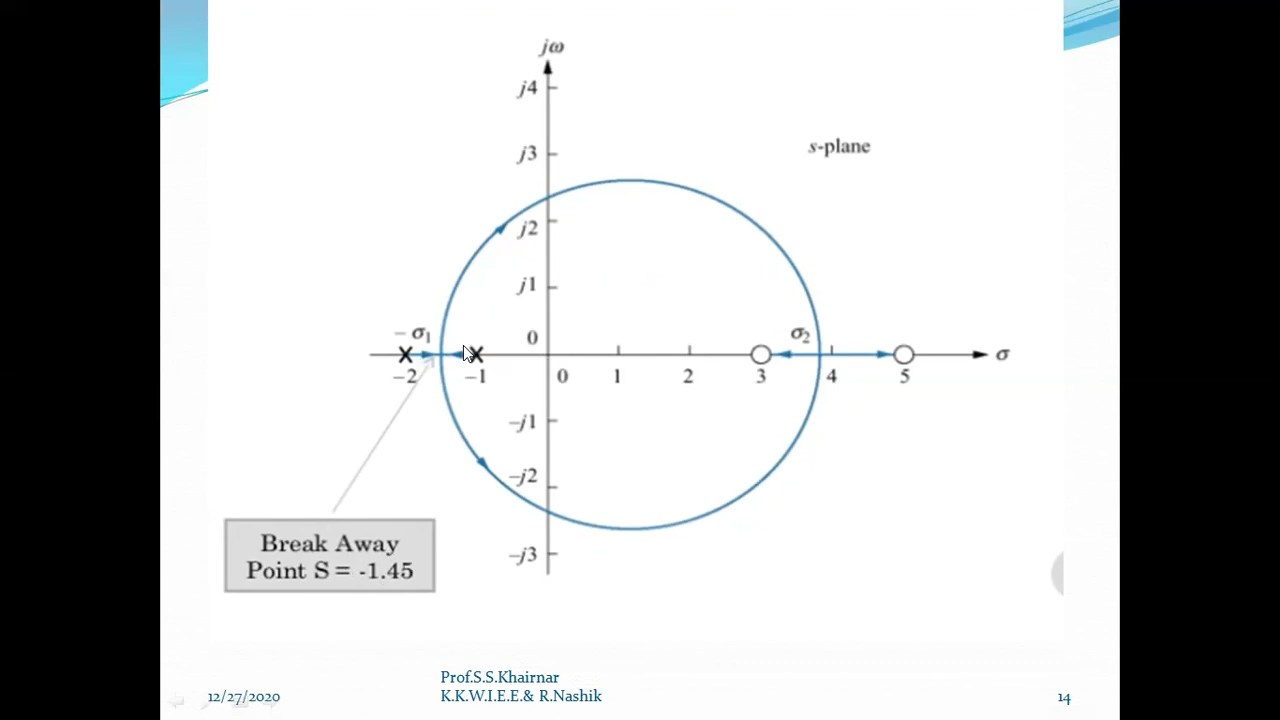 jω
j4
s-plane
j3
j2
j1
– σ₁
0
σ₂
σ
–2
–1
0
1
2
3
4
5
–j1
–j2
–j3
Break Away
Point S = -1.45
Prof.S.S.Khairnar
12/27/2020
K.K.W.I.E.E.& R.Nashik
14